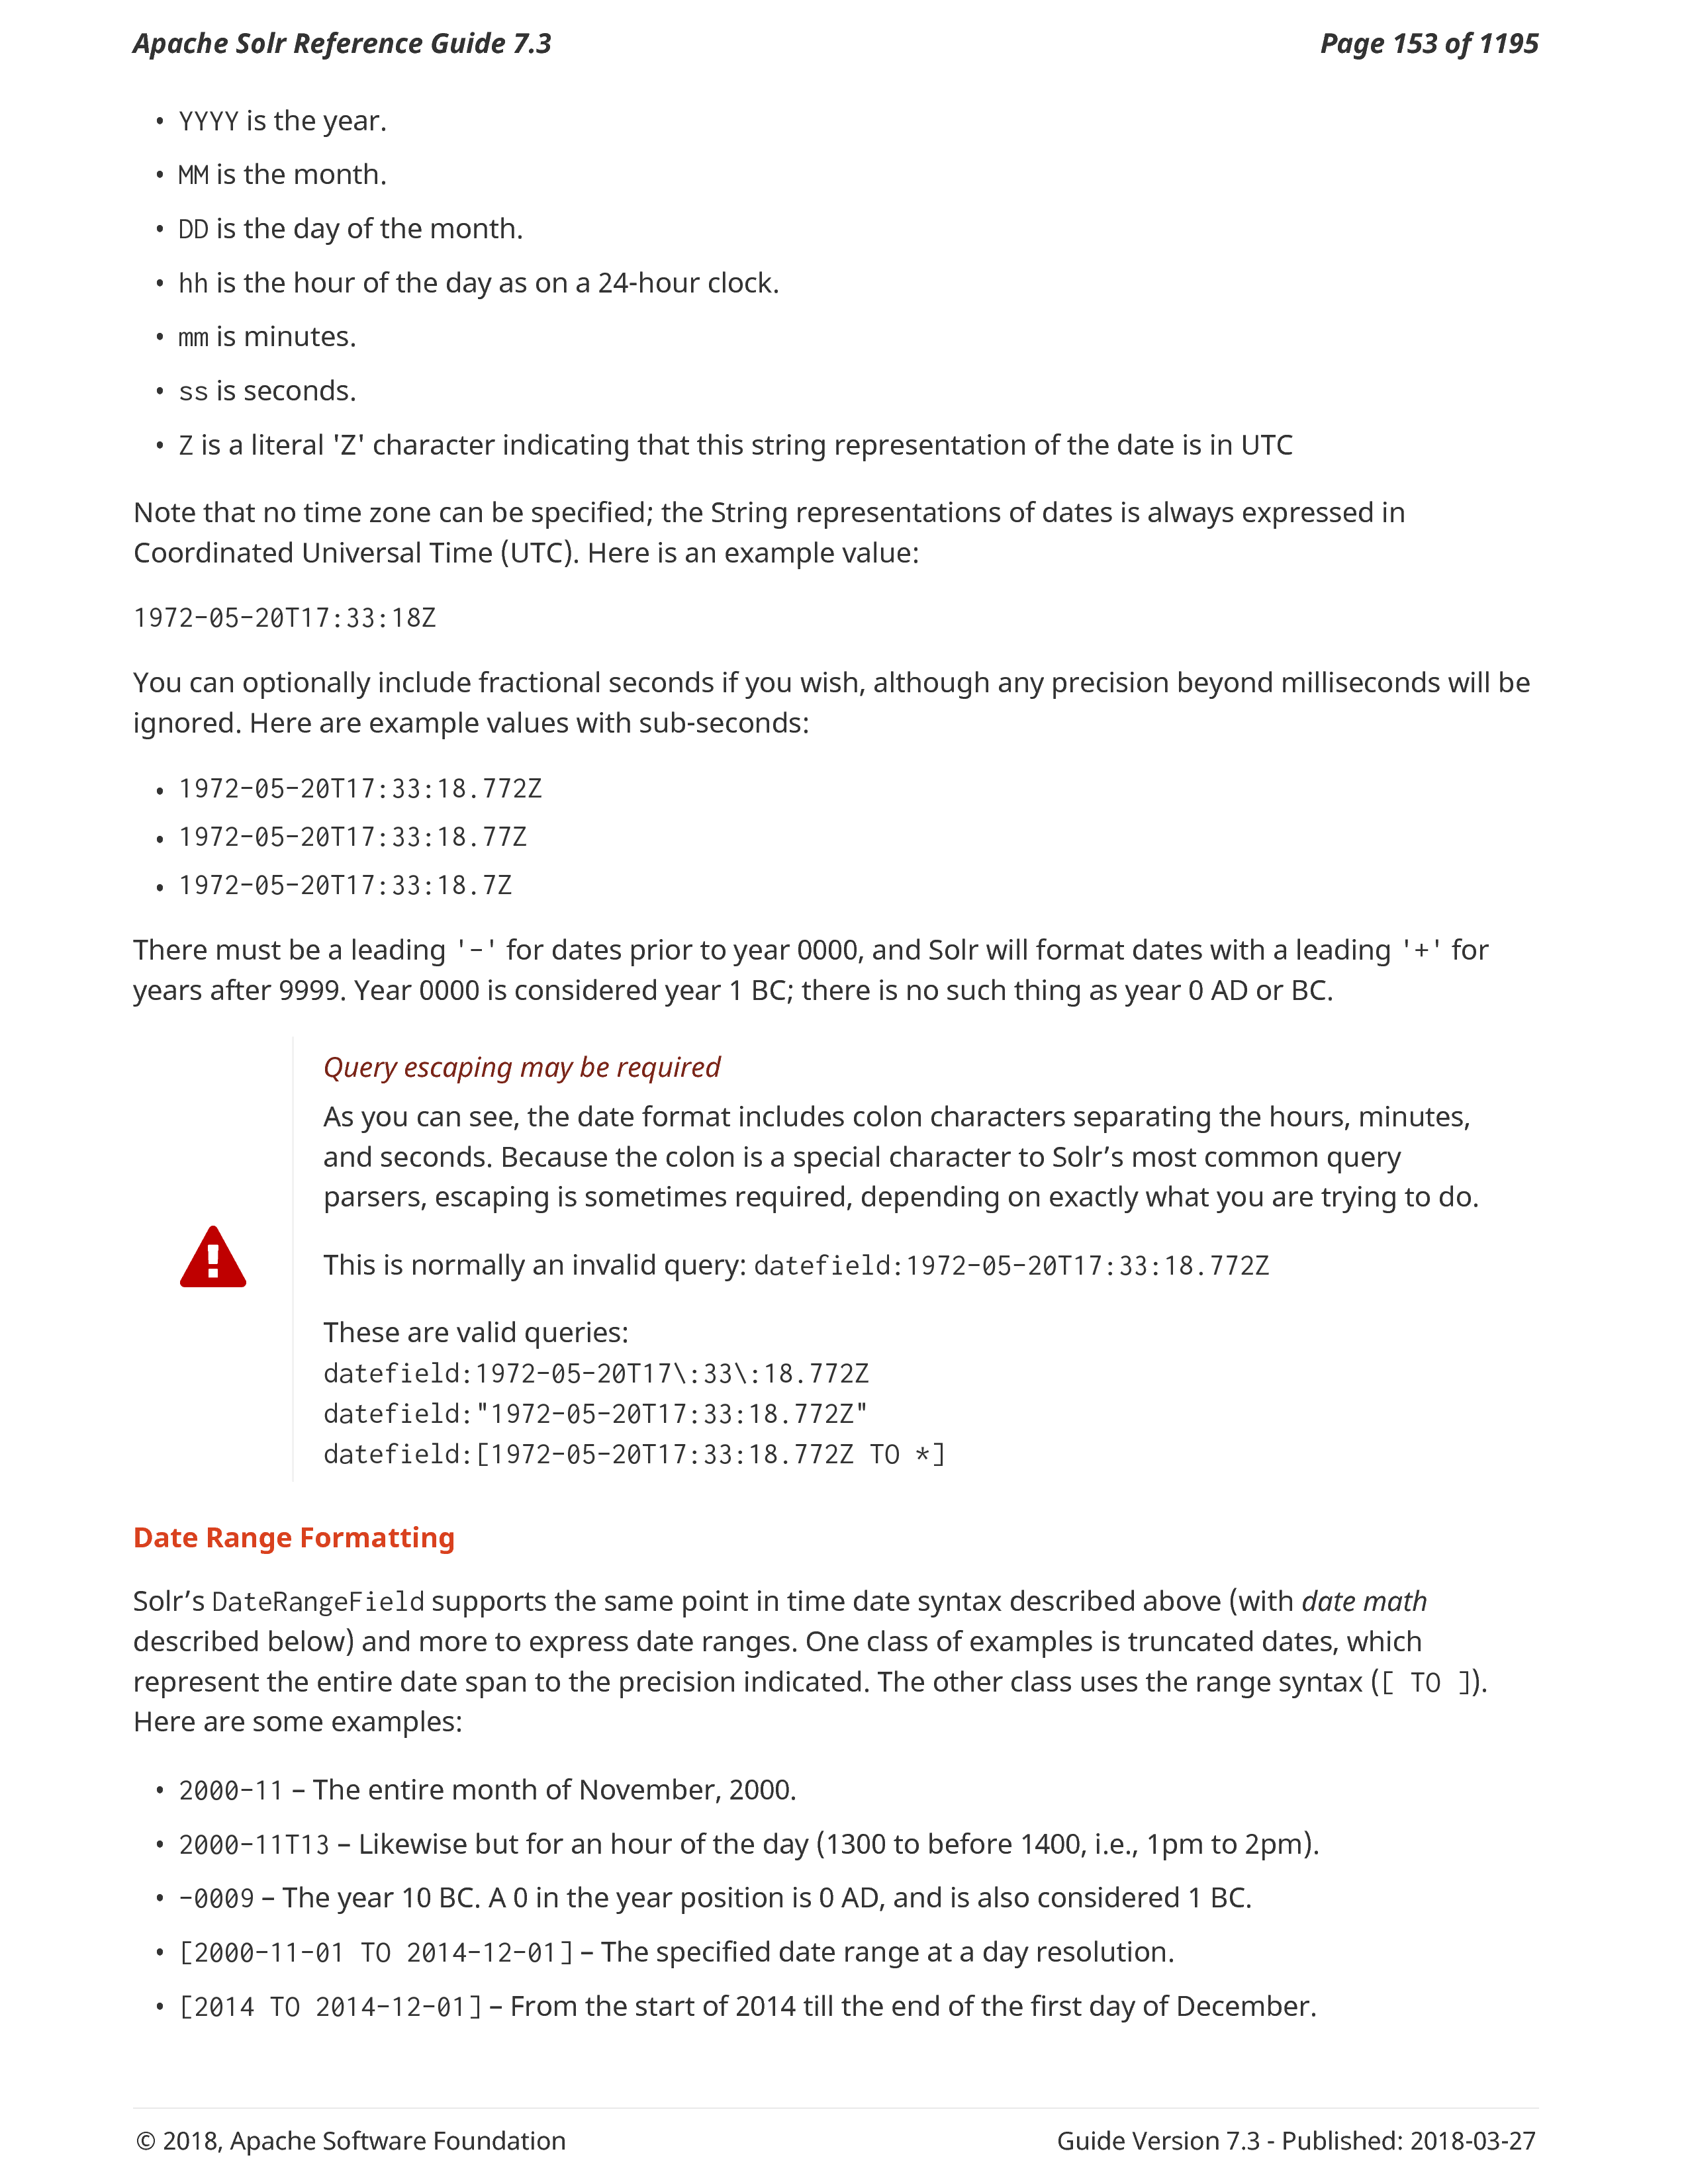 Apache Solr Reference Guide 7.3 Page 153 of 1195
• YYYY is the year.
• MM is the month.
• DD is the day of the month.
• hh is the hour of the day as on a 24-hour clock.
• mm is minutes.
• ss is seconds.
• Z is a literal 'Z' character indicating that this string representation of the date is in UTC
Note that no time zone can be specified; the String representations of dates is always expressed in
Coordinated Universal Time (UTC). Here is an example value:
1972-05-20T17:33:18Z
You can optionally include fractional seconds if you wish, although any precision beyond milliseconds will be
ignored. Here are example values with sub-seconds:
• 1972-05-20T17:33:18.772Z
• 1972-05-20T17:33:18.77Z
• 1972-05-20T17:33:18.7Z
There must be a leading '-' for dates prior to year 0000, and Solr will format dates with a leading '+' for
years after 9999. Year 0000 is considered year 1 BC; there is no such thing as year 0 AD or BC.
Query escaping may be required
As you can see, the date format includes colon characters separating the hours, minutes,
and seconds. Because the colon is a special character to Solr’s most common query
parsers, escaping is sometimes required, depending on exactly what you are trying to do.
This is normally an invalid query: datefield:1972-05-20T17:33:18.772Z
These are valid queries:
datefield:1972-05-20T17\:33\:18.772Z
datefield:"1972-05-20T17:33:18.772Z"
datefield:[1972-05-20T17:33:18.772Z TO *]
Date Range Formatting
Solr’s DateRangeField supports the same point in time date syntax described above (with date math
described below) and more to express date ranges. One class of examples is truncated dates, which
represent the entire date span to the precision indicated. The other class uses the range syntax ([ TO ]).
Here are some examples:
• 2000-11 – The entire month of November, 2000.
• 2000-11T13 – Likewise but for an hour of the day (1300 to before 1400, i.e., 1pm to 2pm).
• -0009 – The year 10 BC. A 0 in the year position is 0 AD, and is also considered 1 BC.
• [2000-11-01 TO 2014-12-01] – The specified date range at a day resolution.
• [2014 TO 2014-12-01] – From the start of 2014 till the end of the first day of December.
© 2018, Apache Software Foundation Guide Version 7.3 - Published: 2018-03-27